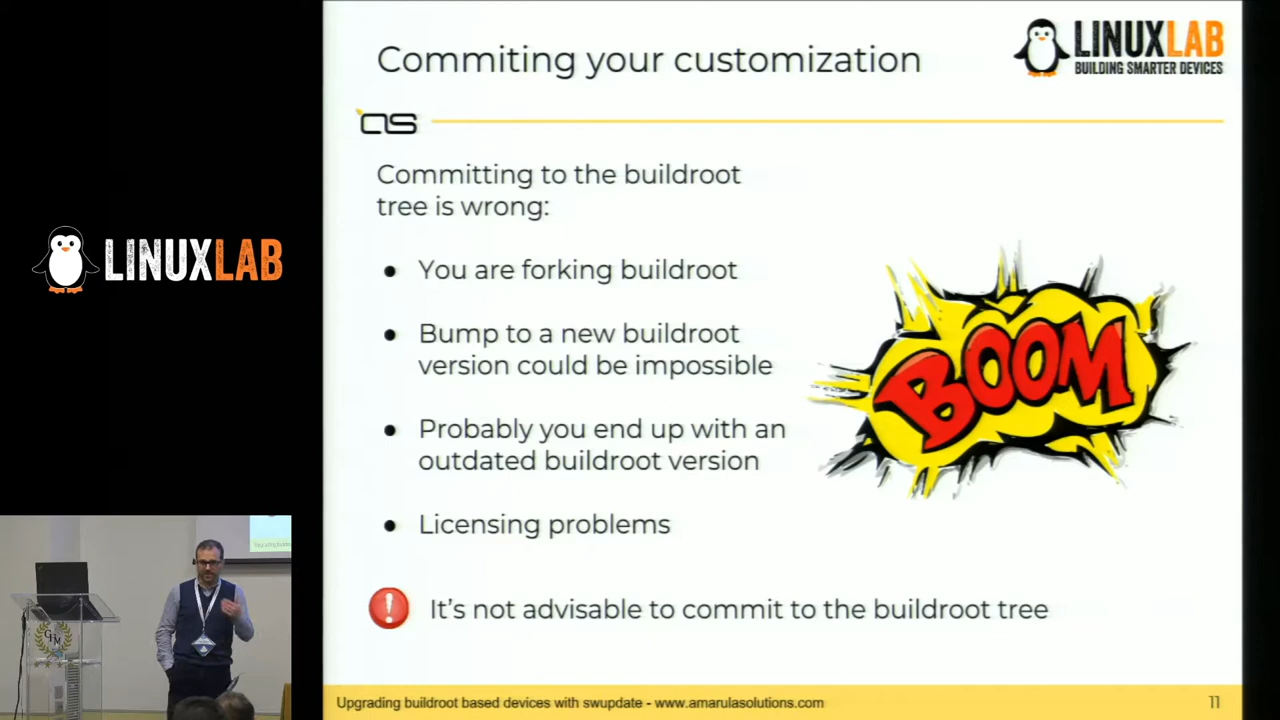 Commiting your customization
LINUXLAB
BUILDING SMARTER DEVICES
as
Committing to the buildroot
tree is wrong:
● You are forking buildroot
● Bump to a new buildroot
version could be impossible
● Probably you end up with an
outdated buildroot version
● Licensing problems
BOOM
! It's not advisable to commit to the buildroot tree
Upgrading buildroot based devices with swupdate - www.amarulasolutions.com
11
LINUXLAB
GHM